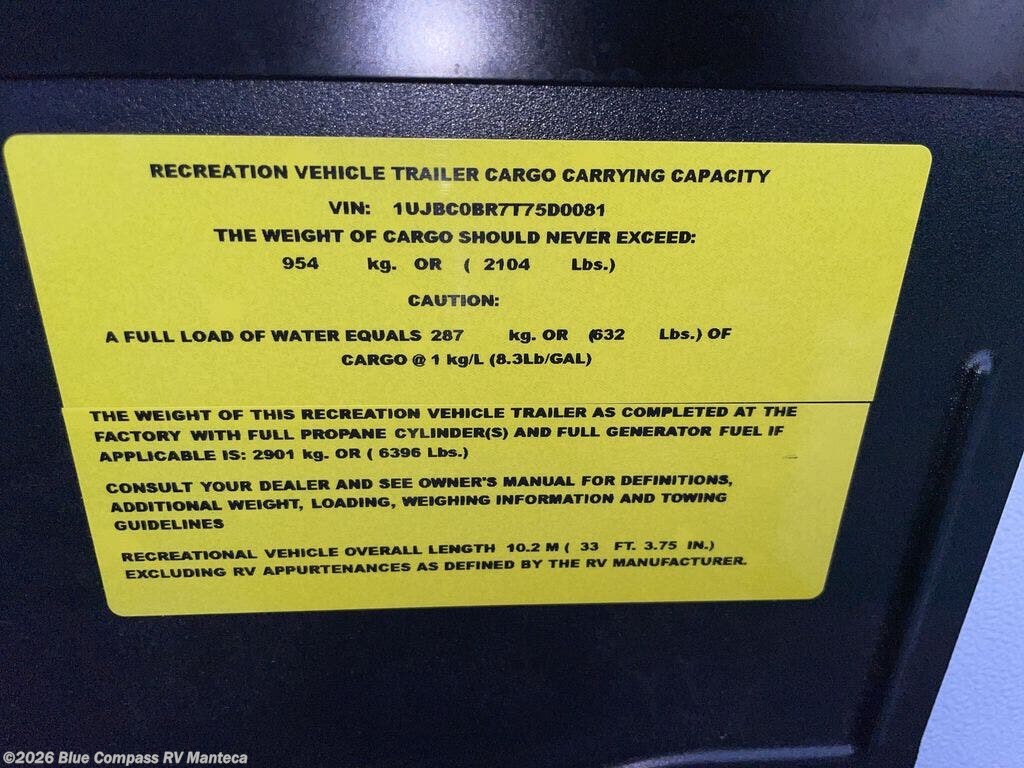 RECREATION VEHICLE TRAILER CARGO CARRYING CAPACITY
VIN: 1UJBC0BR7T75D0081
THE WEIGHT OF CARGO SHOULD NEVER EXCEED:
954 kg. OR ( 2104 Lbs.)
CAUTION:
A FULL LOAD OF WATER EQUALS 287 kg. OR (632 Lbs.) OF
CARGO @ 1 kg/L (8.3Lb/GAL)
THE WEIGHT OF THIS RECREATION VEHICLE TRAILER AS COMPLETED AT THE
FACTORY WITH FULL PROPANE CYLINDER(S) AND FULL GENERATOR FUEL IF
APPLICABLE IS: 2901 kg. OR ( 6396 Lbs.)
CONSULT YOUR DEALER AND SEE OWNER'S MANUAL FOR DEFINITIONS,
ADDITIONAL WEIGHT, LOADING, WEIGHING INFORMATION AND TOWING
GUIDELINES
RECREATIONAL VEHICLE OVERALL LENGTH 10.2 M ( 33 FT. 3.75 IN.)
EXCLUDING RV APPURTENANCES AS DEFINED BY THE RV MANUFACTURER.
©2026 Blue Compass RV Manteca